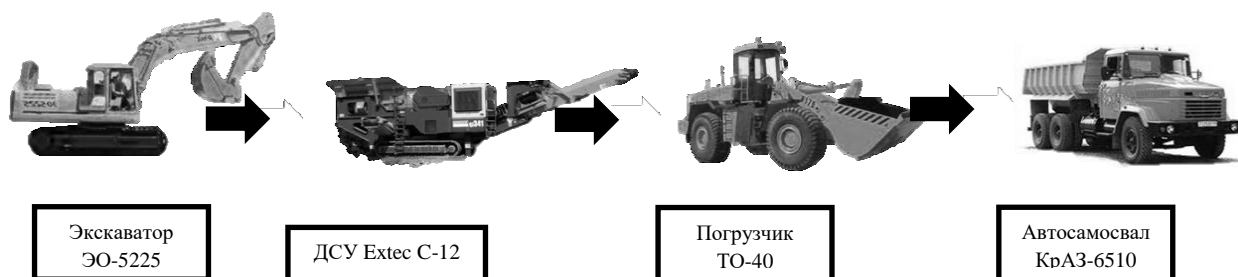 Экскаватор
ЭО-5225
ДСУ Extec C-12
Погрузчик
ТО-40
Автосамосвал
КрАЗ-6510